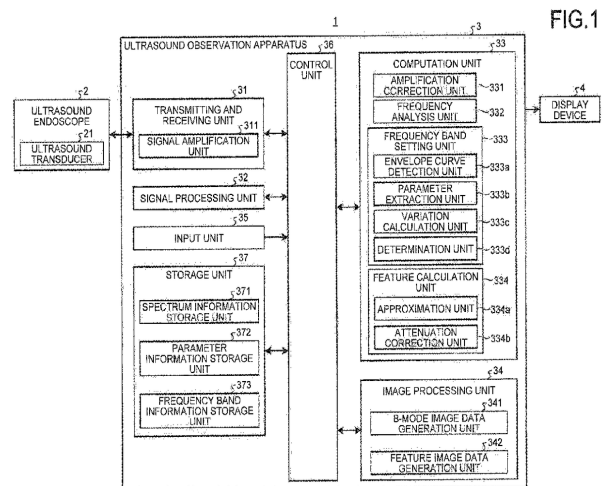 FIG.1
1
3
ULTRASOUND OBSERVATION APPARATUS
36
CONTROL
UNIT
2
ULTRASOUND
ENDOSCOPE
21
ULTRASOUND
TRANSDUCER
31
TRANSMITTING AND
RECEIVING UNIT
311
SIGNAL AMPLIFICATION
UNIT
32
SIGNAL PROCESSING UNIT
35
INPUT UNIT
37
STORAGE UNIT
371
SPECTRUM INFORMATION
STORAGE UNIT
372
PARAMETER
INFORMATION STORAGE
UNIT
373
FREQUENCY BAND
INFORMATION STORAGE
UNIT
33
COMPUTATION UNIT
AMPLIFICATION
CORRECTION UNIT
331
FREQUENCY
ANALYSIS UNIT
332
FREQUENCY BAND
SETTING UNIT
333
ENVELOPE CURVE
DETECTION UNIT
333a
PARAMETER
EXTRACTION UNIT
333b
VARIATION
CALCULATION UNIT
333c
DETERMINATION UNIT
333d
FEATURE CALCULATION
UNIT
334
APPROXIMATION UNIT
334a
ATTENUATION
CORRECTION UNIT
334b
34
IMAGE PROCESSING UNIT
341
B-MODE IMAGE DATA
GENERATION UNIT
342
FEATURE IMAGE DATA
GENERATION UNIT
4
DISPLAY
DEVICE